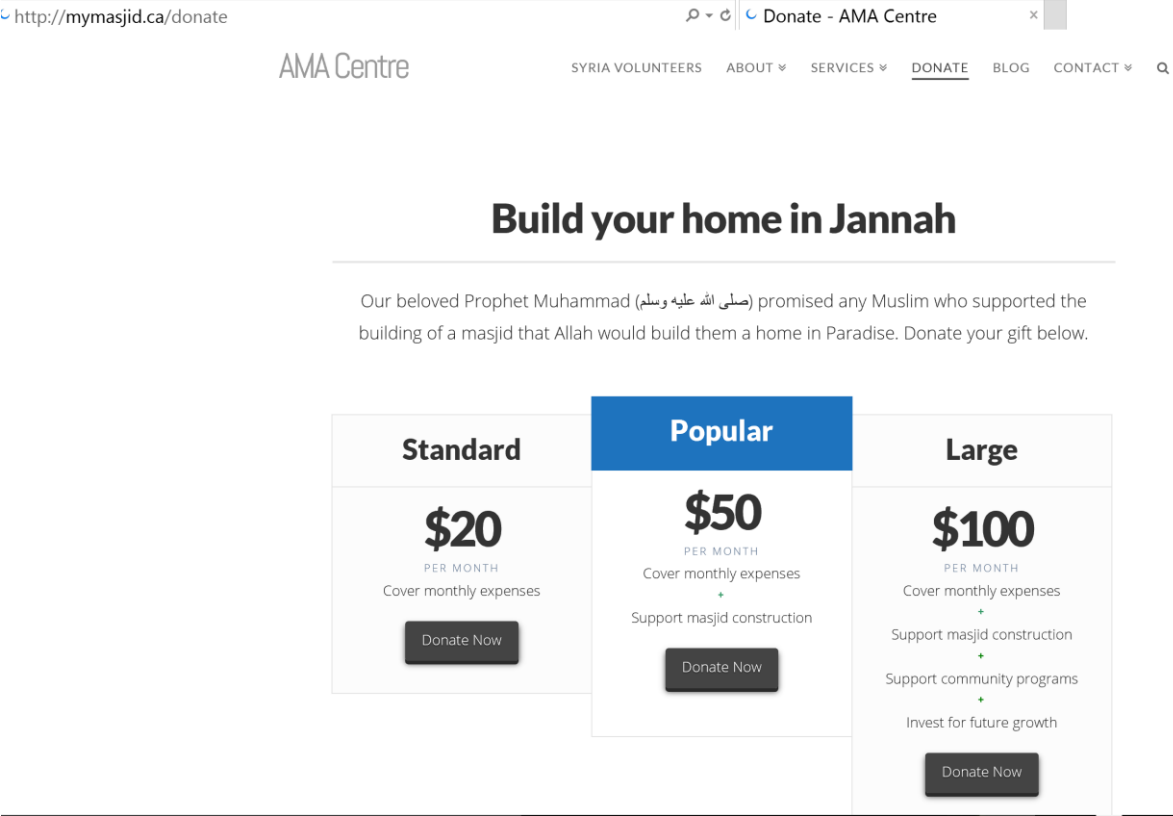 http://mymasjid.ca/donate
Donate - AMA Centre
AMA Centre
SYRIA VOLUNTEERS ABOUT SERVICES DONATE BLOG CONTACT
Build your home in Jannah
Our beloved Prophet Muhammad (صلى الله عليه وسلم) promised any Muslim who supported the
building of a masjid that Allah would build them a home in Paradise. Donate your gift below.
Standard
$20
PER MONTH
Cover monthly expenses
Donate Now
Popular
$50
PER MONTH
Cover monthly expenses
+
Support masjid construction
Donate Now
Large
$100
PER MONTH
Cover monthly expenses
+
Support masjid construction
+
Support community programs
+
Invest for future growth
Donate Now